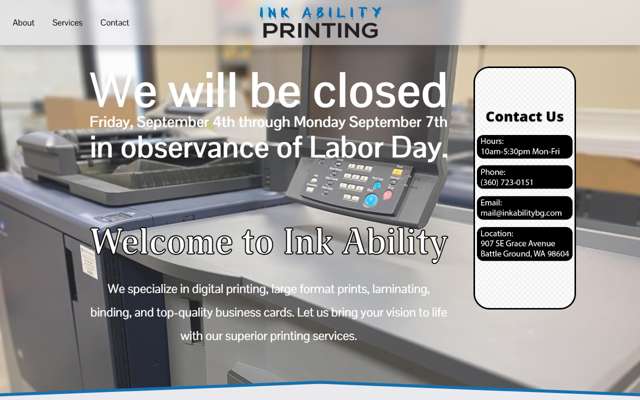 About
Services
Contact
INK ABILITY
PRINTING
We will be closed
Friday, September 4th through Monday September 7th
in observance of Labor Day.
Welcome to Ink Ability
We specialize in digital printing, large format prints, laminating,
binding, and top-quality business cards. Let us bring your vision to life
with our superior printing services.
Contact Us
Hours:
10am-5:30pm Mon-Fri
Phone:
(360) 723-0151
Email:
mail@inkabilitybg.com
Location:
907 SE Grace Avenue
Battle Ground, WA 98604